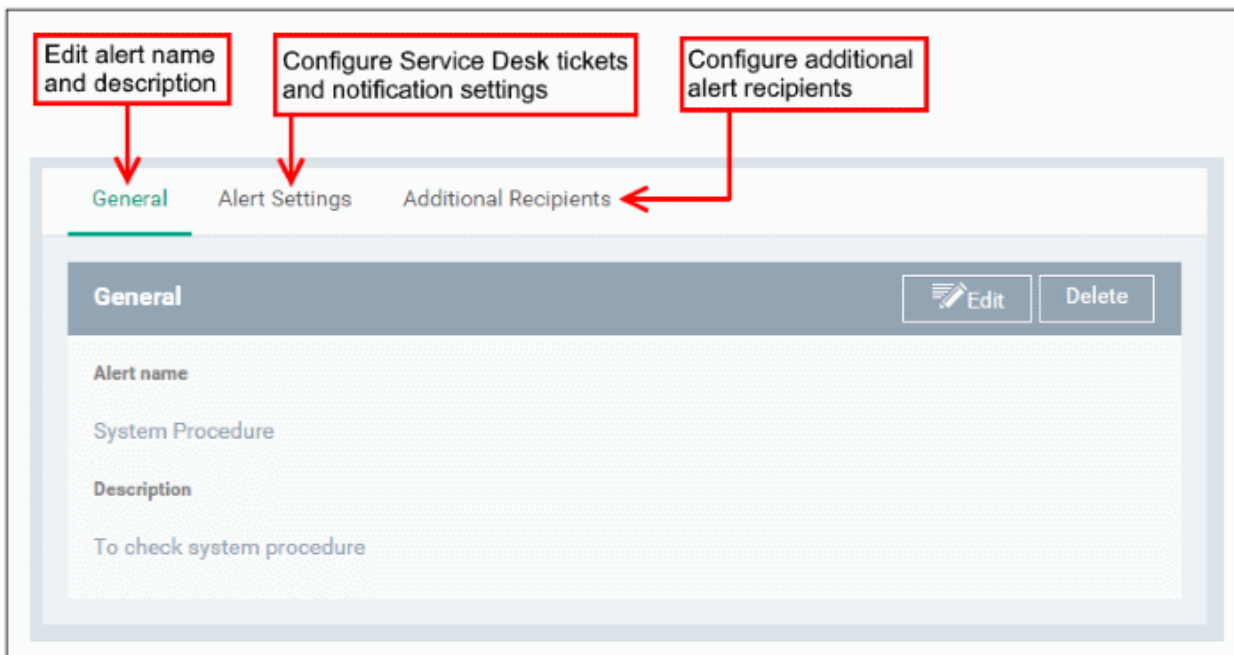 Edit alert name
and description
Configure Service Desk tickets
and notification settings
Configure additional
alert recipients
General
Alert Settings
Additional Recipients
General
Edit
Delete
Alert name
System Procedure
Description
To check system procedure